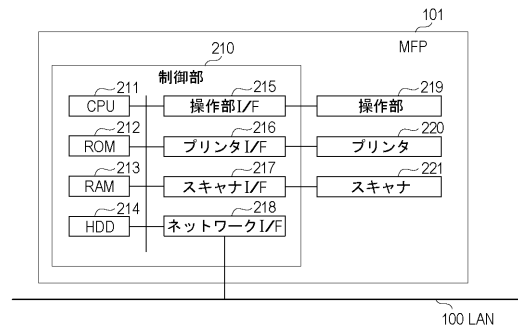 101
MFP
210
制御部
211
CPU
215
操作部I/F
219
操作部
212
ROM
216
プリンタI/F
220
プリンタ
213
RAM
217
スキャナI/F
221
スキャナ
214
HDD
218
ネットワークI/F
100 LAN